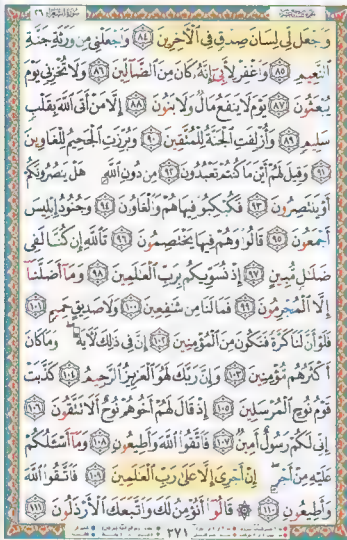 وَٱجۡعَل لِّي لِسَانَ صِدۡقٖ فِي ٱلۡأٓخِرِينَ ٨٤ وَٱجۡعَلۡنِي مِن وَرَثَةِ جَنَّةِ
ٱلنَّعِيمِ ٨٥ وَٱغۡفِرۡ لِأَبِيٓ إِنَّهُۥ كَانَ مِنَ ٱلضَّآلِّينَ ٨٦ وَلَا تُخۡزِنِي يَوۡمَ
يُبۡعَثُونَ ٨٧ يَوۡمَ لَا يَنفَعُ مَالٞ وَلَا بَنُونَ ٨٨ إِلَّا مَنۡ أَتَى ٱللَّهَ بِقَلۡبٖ
سَلِيمٖ ٨٩ وَأُزۡلِفَتِ ٱلۡجَنَّةُ لِلۡمُتَّقِينَ ٩٠ وَبُرِّزَتِ ٱلۡجَحِيمُ لِلۡغَاوِينَ
٩١ وَقِيلَ لَهُمۡ أَيۡنَ مَا كُنتُمۡ تَعۡبُدُونَ ٩٢ مِن دُونِ ٱللَّهِ هَلۡ يَنصُرُونَكُمۡ
أَوۡ يَنتَصِرُونَ ٩٣ فَكُبۡكِبُواْ فِيهَا هُمۡ وَٱلۡغَاوُۥنَ ٩٤ وَجُنُودُ إِبۡلِيسَ
أَجۡمَعُونَ ٩٥ قَالُواْ وَهُمۡ فِيهَا يَخۡتَصِمُونَ ٩٦ تَٱللَّهِ إِن كُنَّا لَفِي
ضَلَٰلٖ مُّبِينٍ ٩٧ إِذۡ نُسَوِّيكُم بِرَبِّ ٱلۡعَٰلَمِينَ ٩٨ وَمَآ أَضَلَّنَآ
إِلَّا ٱلۡمُجۡرِمُونَ ٩٩ فَمَا لَنَا مِن شَٰفِعِينَ ١٠٠ وَلَا صَدِيقٍ حَمِيمٖ ١٠١
فَلَوۡ أَنَّ لَنَا كَرَّةٗ فَنَكُونَ مِنَ ٱلۡمُؤۡمِنِينَ ١٠٢ إِنَّ فِي ذَٰلِكَ لَأٓيَةٗۖ وَمَا كَانَ
أَكۡثَرُهُم مُّؤۡمِنِينَ ١٠٣ وَإِنَّ رَبَّكَ لَهُوَ ٱلۡعَزِيزُ ٱلرَّحِيمُ ١٠٤ كَذَّبَتۡ
قَوۡمُ نُوحٍ ٱلۡمُرۡسَلِينَ ١٠٥ إِذۡ قَالَ لَهُمۡ أَخُوهُمۡ نُوحٌ أَلَا تَتَّقُونَ ١٠٦
إِنِّي لَكُمۡ رَسُولٌ أَمِينٞ ١٠٧ فَٱتَّقُواْ ٱللَّهَ وَأَطِيعُونِ ١٠٨ وَمَآ أَسۡـَٔلُكُمۡ
عَلَيۡهِ مِنۡ أَجۡرٍۖ إِنۡ أَجۡرِيَ إِلَّا عَلَىٰ رَبِّ ٱلۡعَٰلَمِينَ ١٠٩ فَٱتَّقُواْ ٱللَّهَ
وَأَطِيعُونِ ١١٠ ۞ قَالُوٓاْ أَنُؤۡمِنُ لَكَ وَٱتَّبَعَكَ ٱلۡأَرۡذَلُونَ ١١١
٣٧١